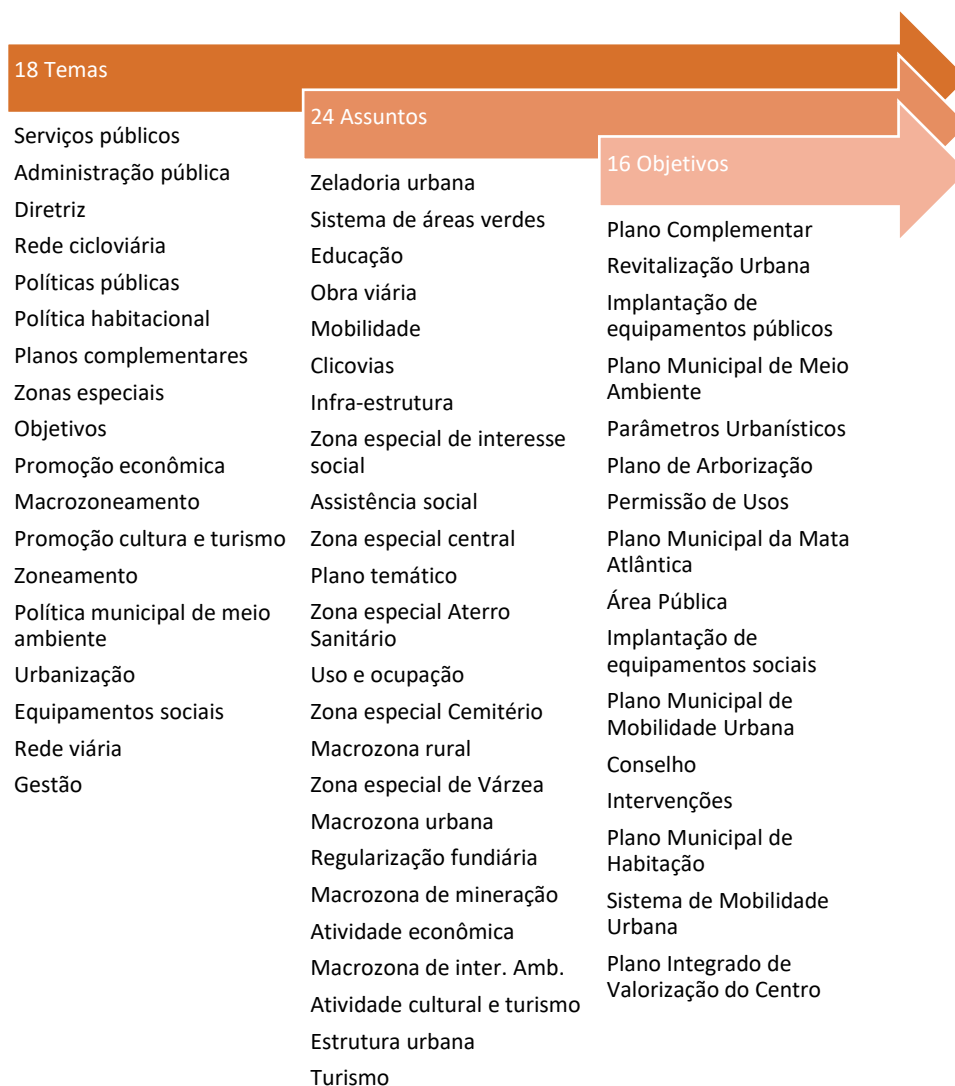 18 Temas
Serviços públicos
Administração pública
Diretriz
Rede cicloviária
Políticas públicas
Política habitacional
Planos complementares
Zonas especiais
Objetivos
Promoção econômica
Macrozoneamento
Promoção cultura e turismo
Zoneamento
Política municipal de meio
ambiente
Urbanização
Equipamentos sociais
Rede viária
Gestão
24 Assuntos
Zeladoria urbana
Sistema de áreas verdes
Educação
Obra viária
Mobilidade
Clicovias
Infra-estrutura
Zona especial de interesse
social
Assistência social
Zona especial central
Plano temático
Zona especial Aterro
Sanitário
Uso e ocupação
Zona especial Cemitério
Macrozona rural
Zona especial de Várzea
Macrozona urbana
Regularização fundiária
Macrozona de mineração
Atividade econômica
Macrozona de inter. Amb.
Atividade cultural e turismo
Estrutura urbana
Turismo
16 Objetivos
Plano Complementar
Revitalização Urbana
Implantação de
equipamentos públicos
Plano Municipal de Meio
Ambiente
Parâmetros Urbanísticos
Plano de Arborização
Permissão de Usos
Plano Municipal da Mata
Atlântica
Área Pública
Implantação de
equipamentos sociais
Plano Municipal de
Mobilidade Urbana
Conselho
Intervenções
Plano Municipal de
Habitação
Sistema de Mobilidade
Urbana
Plano Integrado de
Valorização do Centro